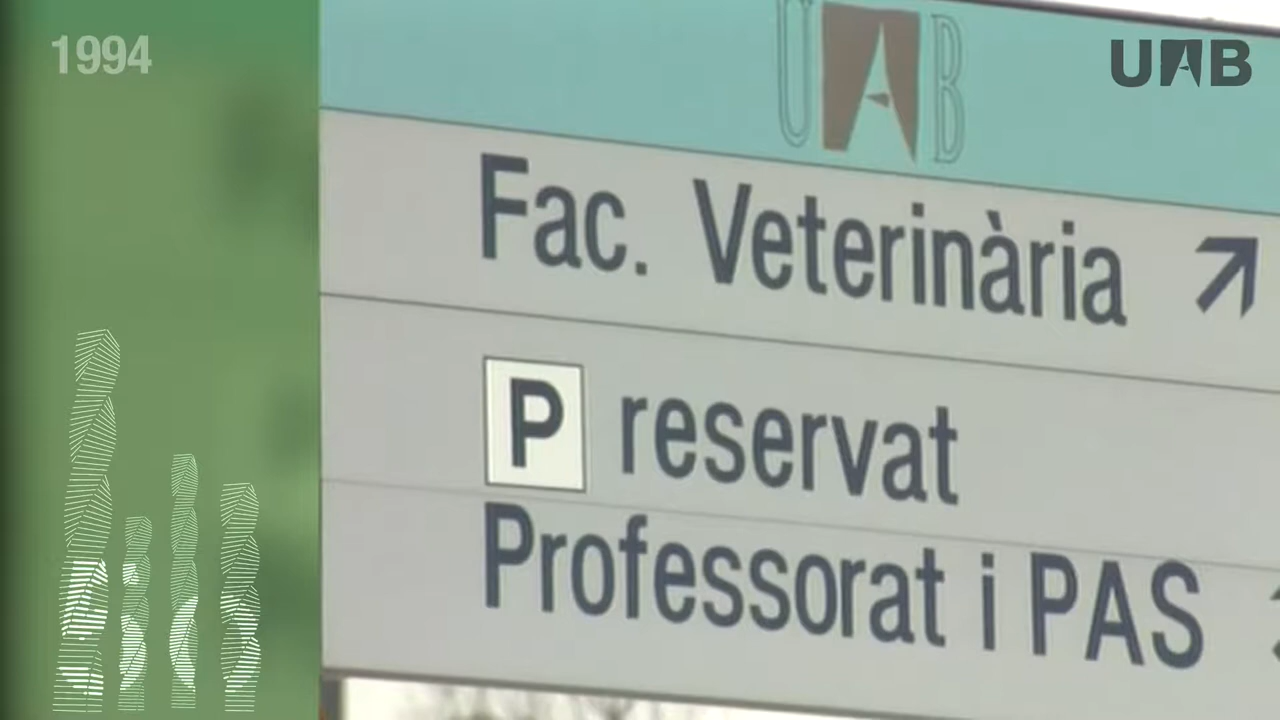 1994
UAB
UAB
Fac. Veterinària
P reservat
Professorat i PAS